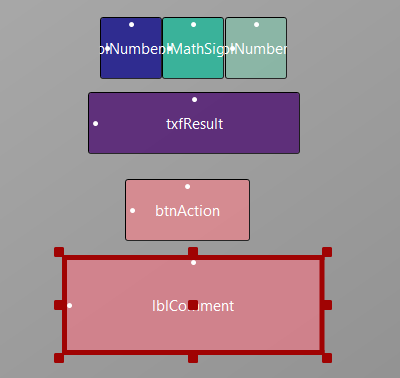 Number MathSig Number
txfResult
btnAction
lblComment